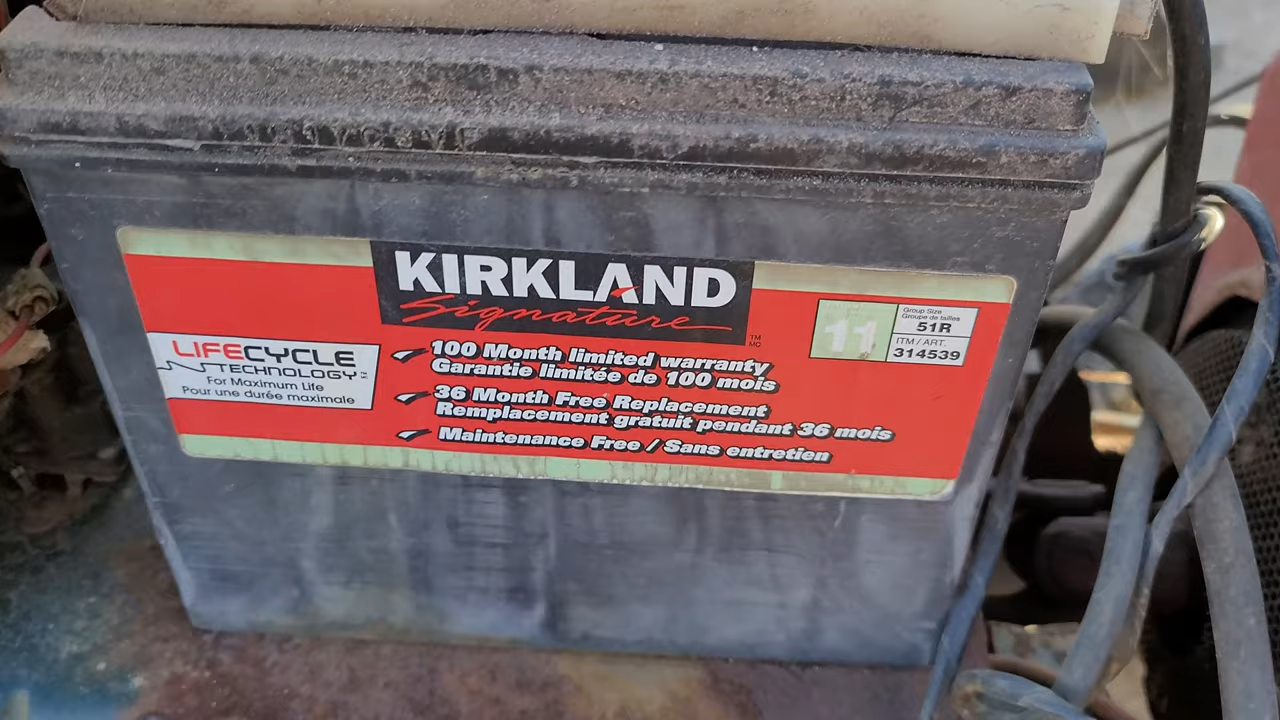 KIRKLAND
Signature
TM
MC
11
Group Size
Groupe de tailles
51R
ITM / ART.
314539
LIFECYCLE
TECHNOLOGY
For Maximum Life
Pour une durée maximale
100 Month limited warranty
Garantie limitée de 100 mois
36 Month Free Replacement
Remplacement gratuit pendant 36 mois
Maintenance Free / Sans entretien